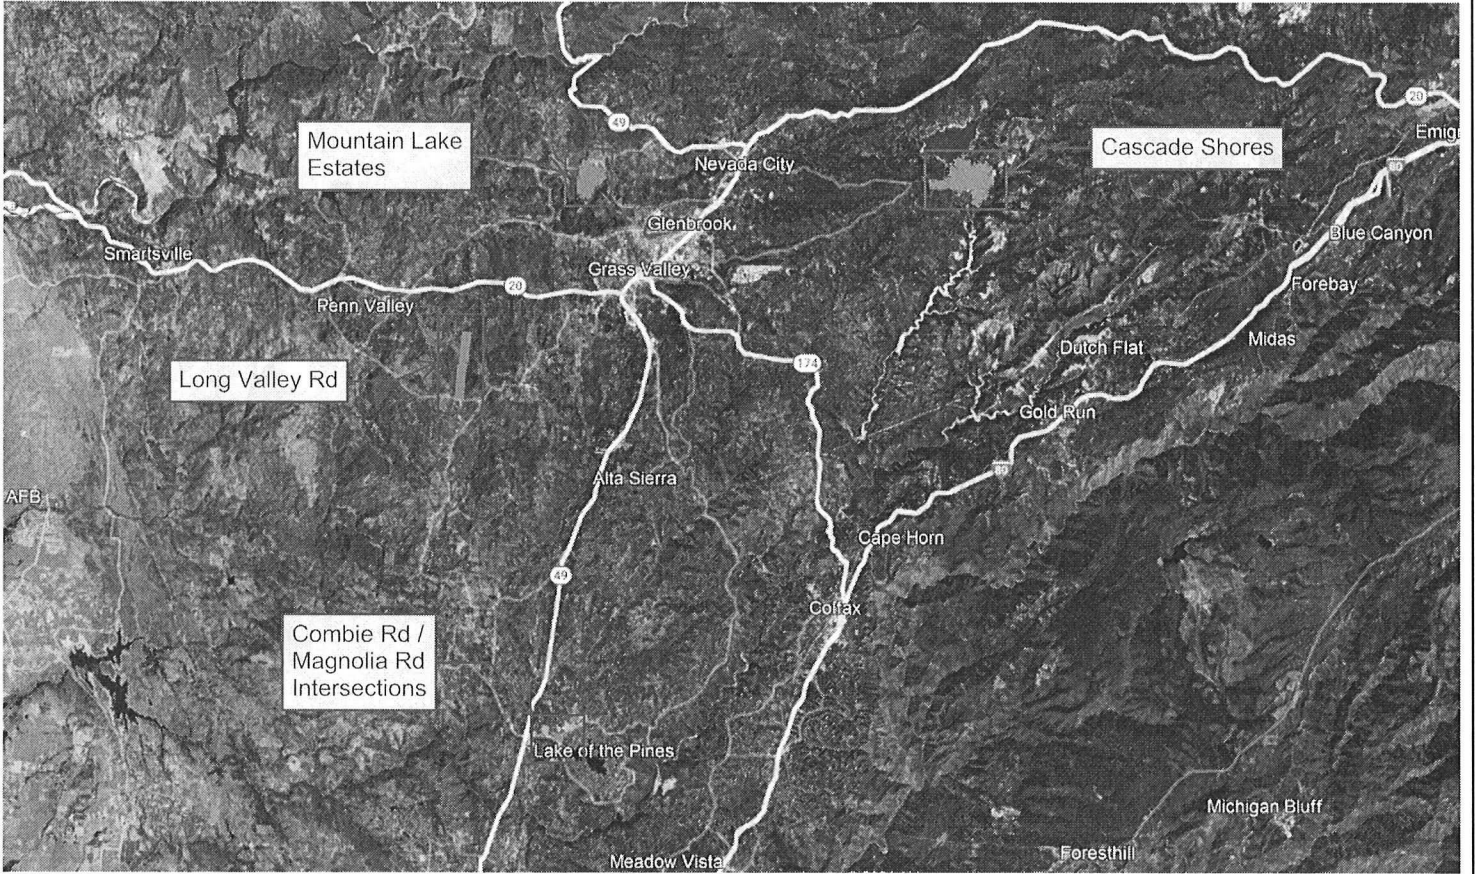 20
Emigr
49
Mountain Lake
Estates
Cascade Shores
Nevada City
80
Glenbrook
Blue Canyon
Smartsville
Grass Valley
20
Forebay
Penn Valley
Midas
Dutch Flat
174
Long Valley Rd
Gold Run
80
Alta Sierra
AFB
Cape Horn
49
Colfax
Combie Rd /
Magnolia Rd
Intersections
Lake of the Pines
Michigan Bluff
Foresthill
Meadow Vista